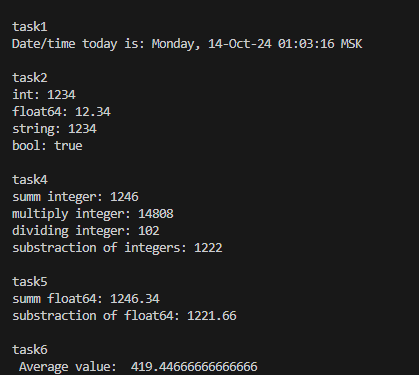 task1
Date/time today is: Monday, 14-Oct-24 01:03:16 MSK
task2
int: 1234
float64: 12.34
string: 1234
bool: true
task4
summ integer: 1246
multiply integer: 14808
dividing integer: 102
substraction of integers: 1222
task5
summ float64: 1246.34
substraction of float64: 1221.66
task6
Average value:  419.44666666666666